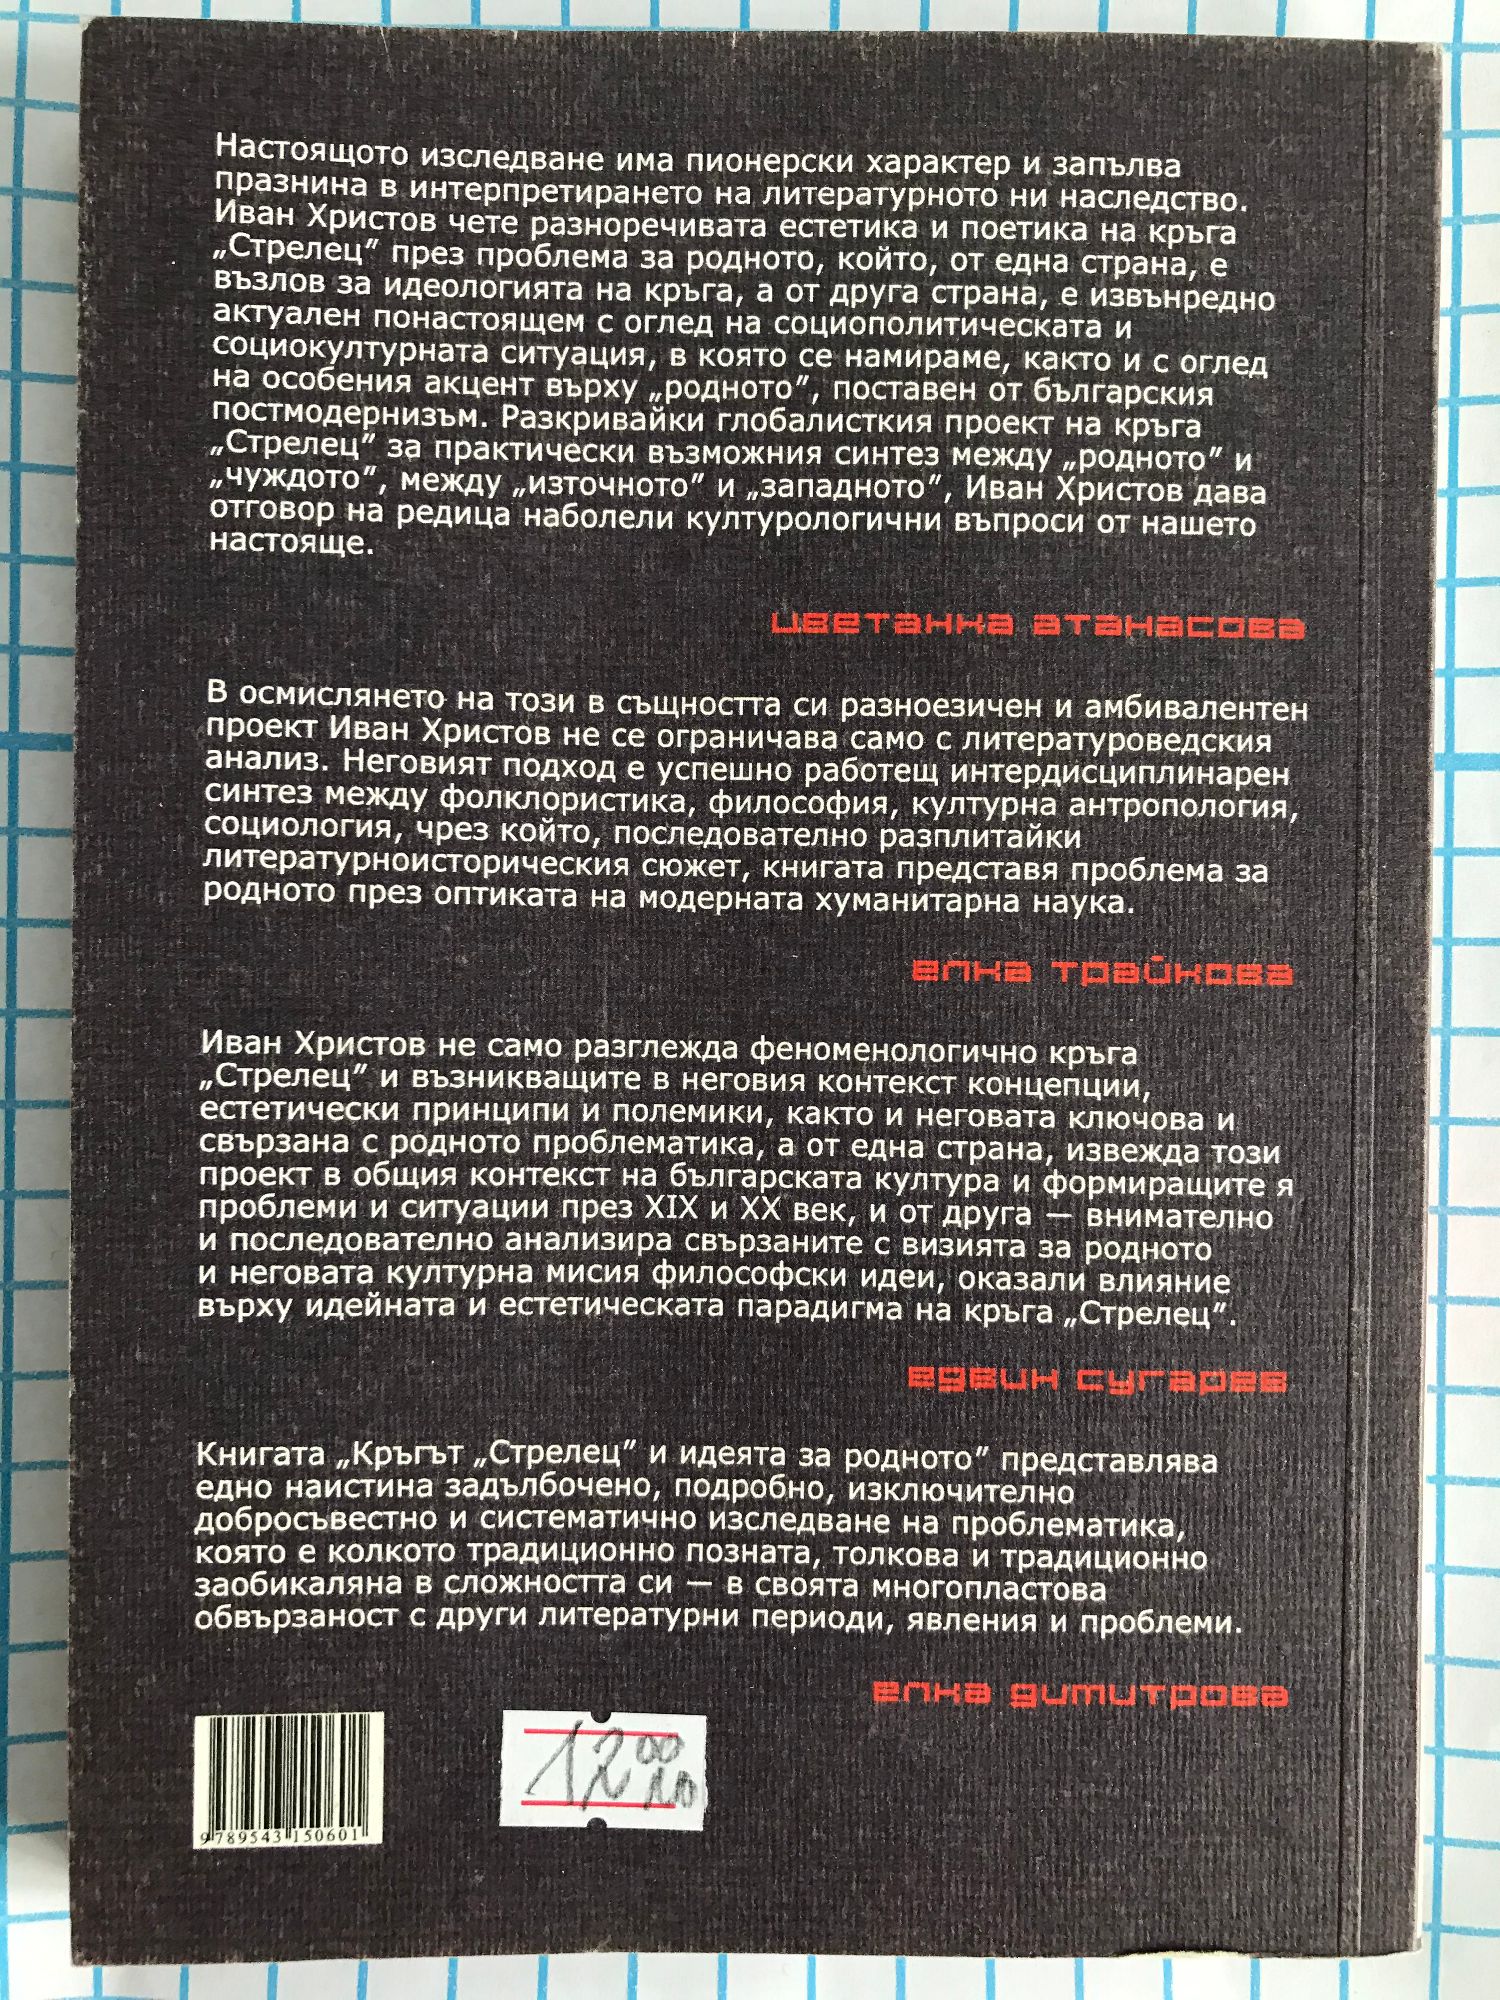 Настоящото изследване има пионерски характер и запълва
празнина в интерпретирането на литературното ни наследство.
Иван Христов чете разноречивата естетика и поетика на кръга
„Стрелец” през проблема за родното, който, от една страна, е
възлов за идеологията на кръга, а от друга страна, е извънредно
актуален понастоящем с оглед на социополитическата и
социокултурната ситуация, в която се намираме, както и с оглед
на особения акцент върху „родното”, поставен от българския
постмодернизъм. Разкривайки глобалисткия проект на кръга
„Стрелец” за практически възможния синтез между „родното” и
„чуждото”, между „източното” и „западното”, Иван Христов дава
отговор на редица наболели културологични въпроси от нашето
настояще.
цветанка атанасова
В осмислянето на този в същността си разноезичен и амбивалентен
проект Иван Христов не се ограничава само с литературоведския
анализ. Неговият подход е успешно работещ интердисциплинарен
синтез между фолклористика, философия, културна антропология,
социология, чрез който, последователно разплитайки
литературноисторическия сюжет, книгата представя проблема за
родното през оптиката на модерната хуманитарна наука.
елка трайкова
Иван Христов не само разглежда феноменологично кръга
„Стрелец” и възникващите в неговия контекст концепции,
естетически принципи и полемики, както и неговата ключова и
свързана с родното проблематика, а от една страна, извежда този
проект в общия контекст на българската култура и формиращите я
проблеми и ситуации през XIX и XX век, и от друга — внимателно
и последователно анализира свързаните с визията за родното
и неговата културна мисия философски идеи, оказали влияние
върху идейната и естетическата парадигма на кръга „Стрелец”.
едвин сугарев
Книгата „Кръгът „Стрелец” и идеята за родното” представлява
едно наистина задълбочено, подробно, изключително
добросъвестно и систематично изследване на проблематика,
която е колкото традиционно позната, толкова и традиционно
заобикаляна в сложността си — в своята многопластова
обвързаност с други литературни периоди, явления и проблеми.
елка димитрова
9 789543 150601
12 00 лв